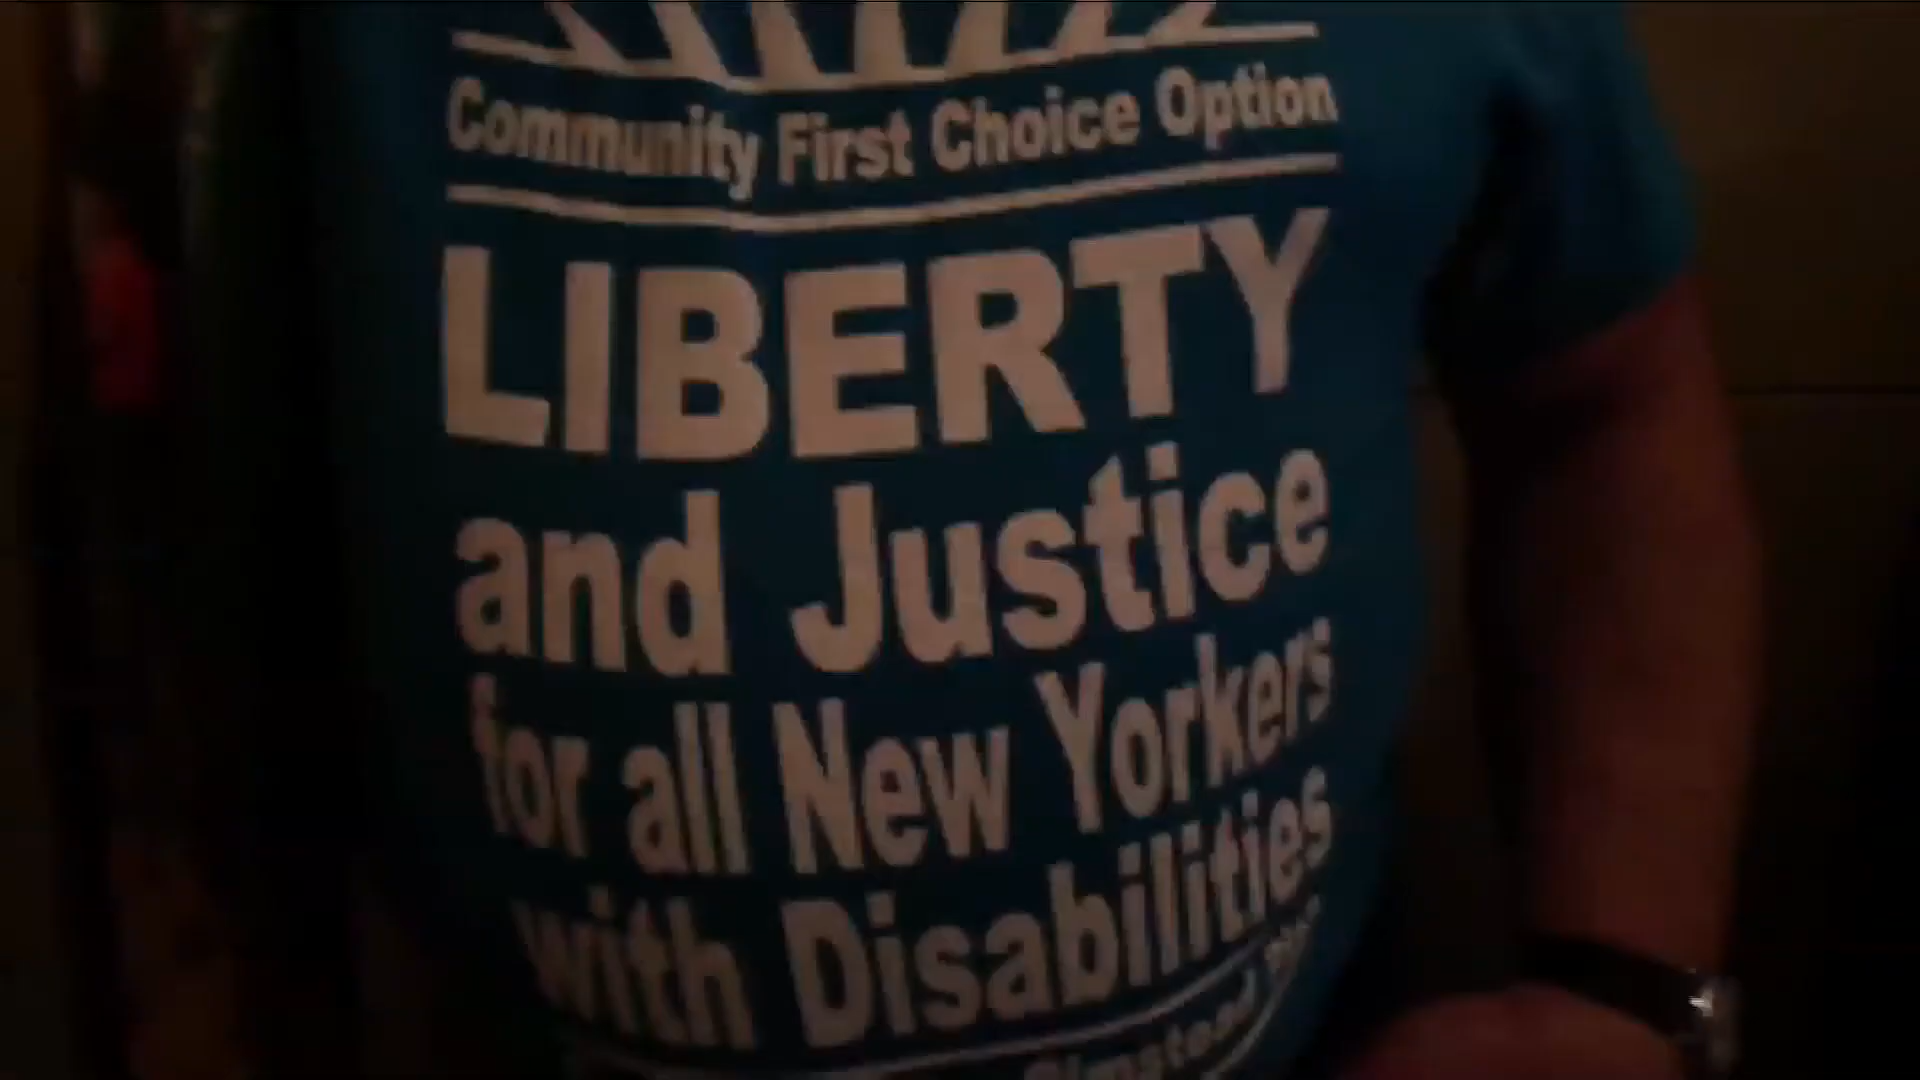 Community First Choice Option
LIBERTY
and Justice
for all New Yorkers
with Disabilities